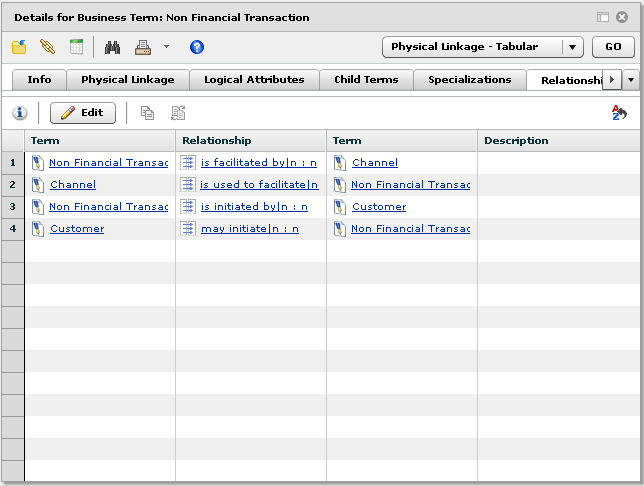 Details for Business Term: Non Financial Transaction
Physical Linkage - Tabular GO
Info Physical Linkage Logical Attributes Child Terms Specializations Relationshi
Edit
Term Relationship Term Description
1 Non Financial Transac is facilitated by|n : n Channel
2 Channel is used to facilitate|n Non Financial Transac
3 Non Financial Transac is initiated by|n : n Customer
4 Customer may initiate|n : n Non Financial Transac